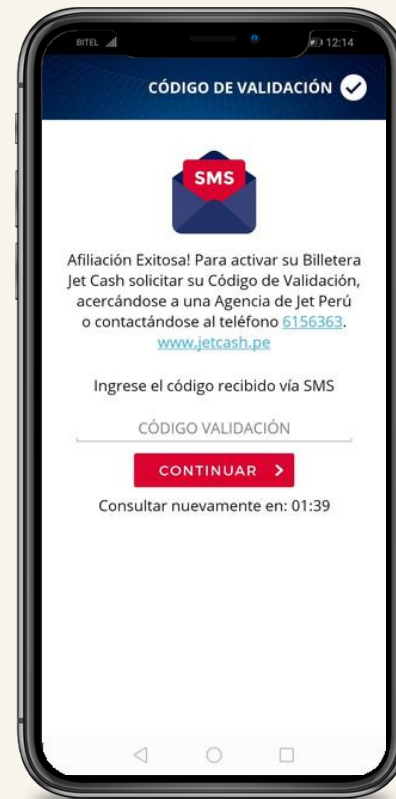 BITEL 12:14
CÓDIGO DE VALIDACIÓN
SMS
Afiliación Exitosa! Para activar su Billetera
Jet Cash solicitar su Código de Validación,
acercándose a una Agencia de Jet Perú
o contactándose al teléfono 6156363.
www.jetcash.pe
Ingrese el código recibido vía SMS
CÓDIGO VALIDACIÓN
CONTINUAR
Consultar nuevamente en: 01:39